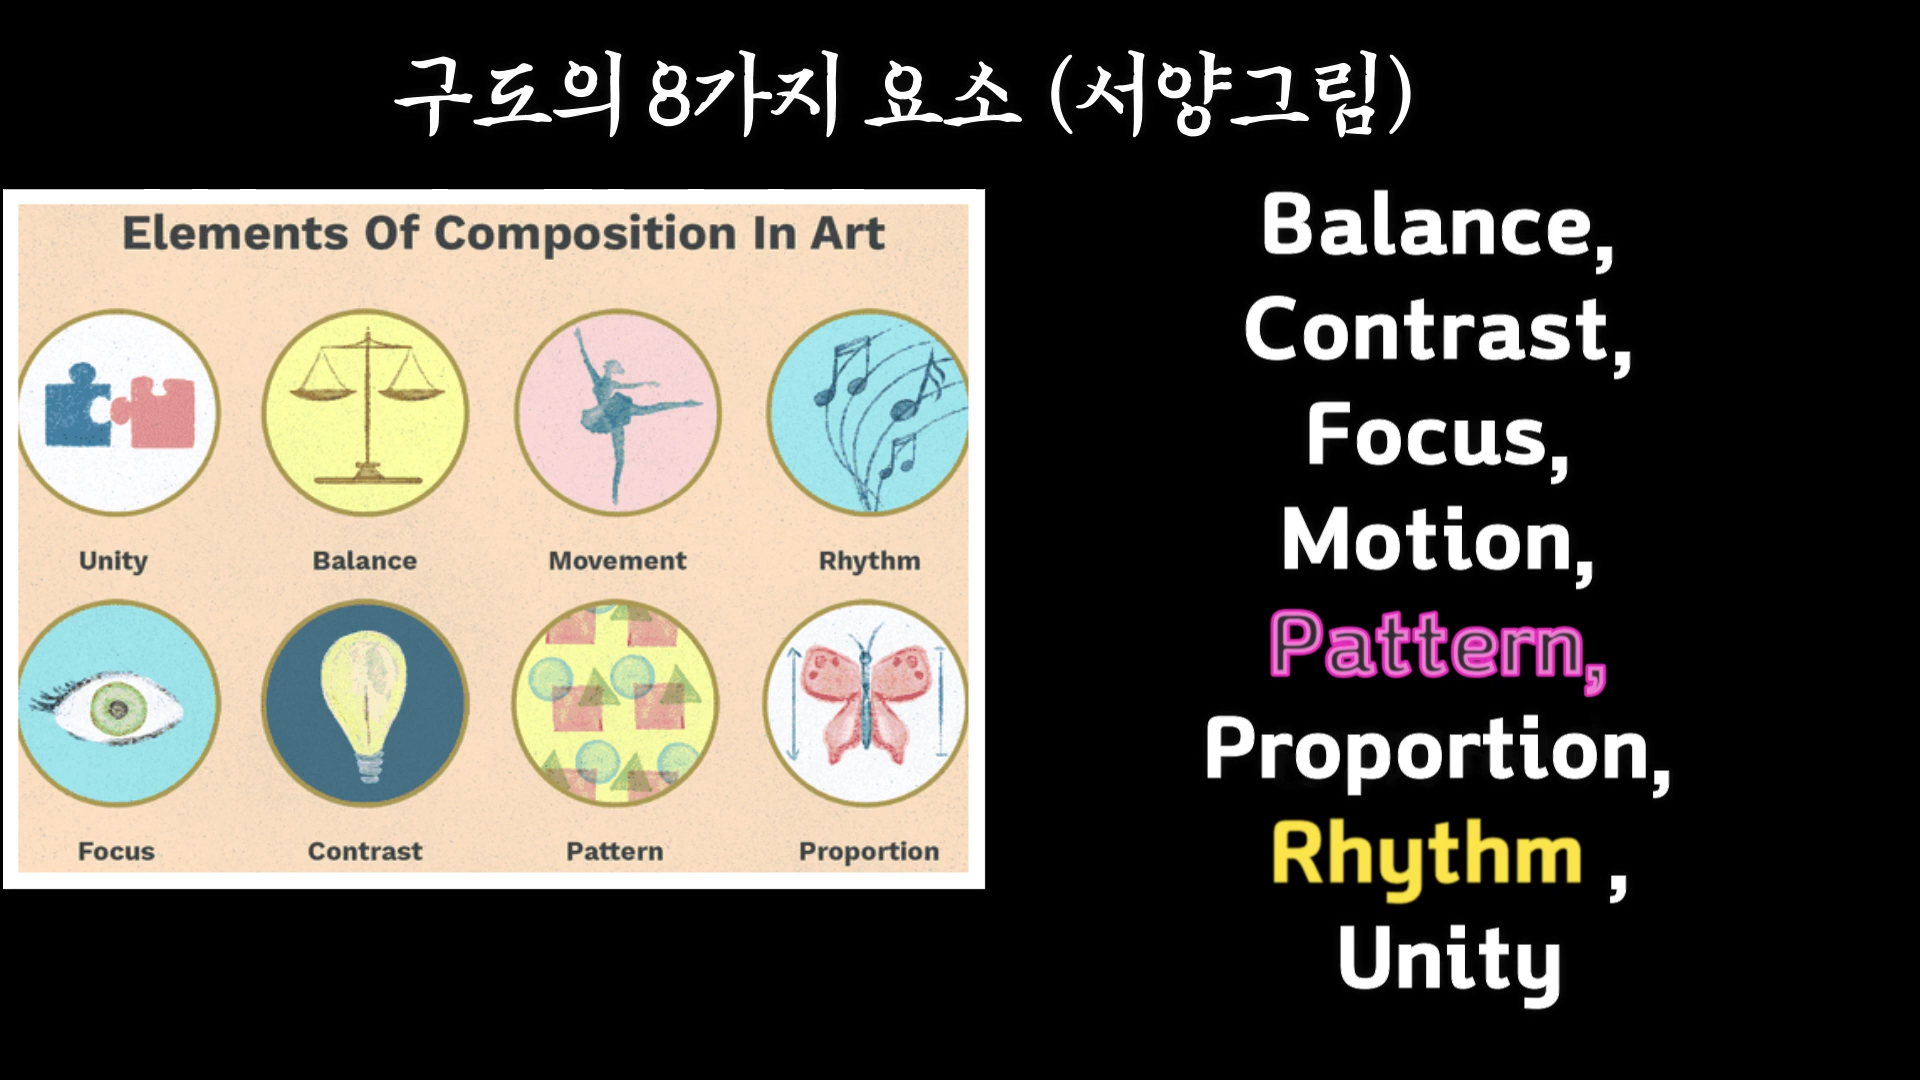 구도의 8가지 요소 (서양그림)
Elements Of Composition In Art
Unity Balance Movement Rhythm
Focus Contrast Pattern Proportion
Balance,
Contrast,
Focus,
Motion,
Pattern,
Proportion,
Rhythm ,
Unity